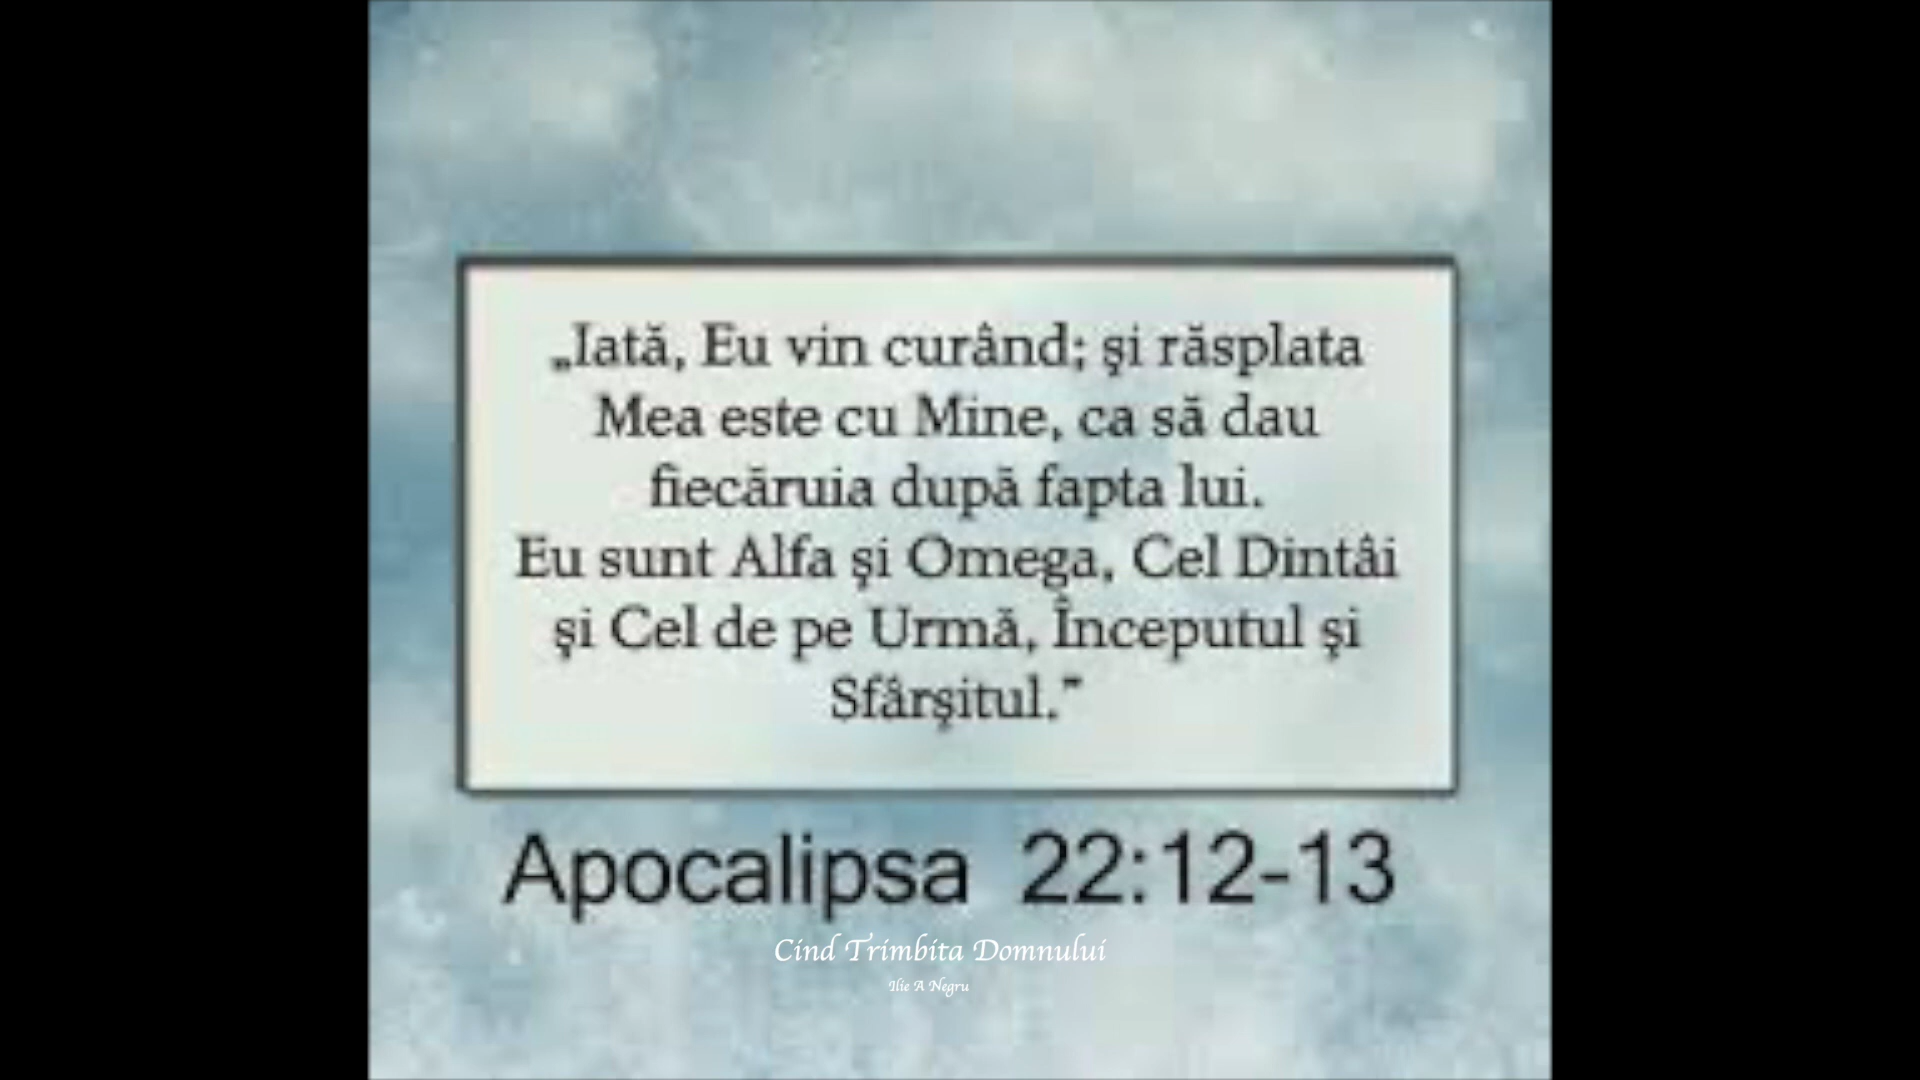 „Iată, Eu vin curând; şi răsplata
Mea este cu Mine, ca să dau
fiecăruia după fapta lui.
Eu sunt Alfa şi Omega, Cel Dintâi
şi Cel de pe Urmă, Începutul şi
Sfârşitul.”
Apocalipsa 22:12-13
Cind Trimbita Domnului
Ilie A Negru